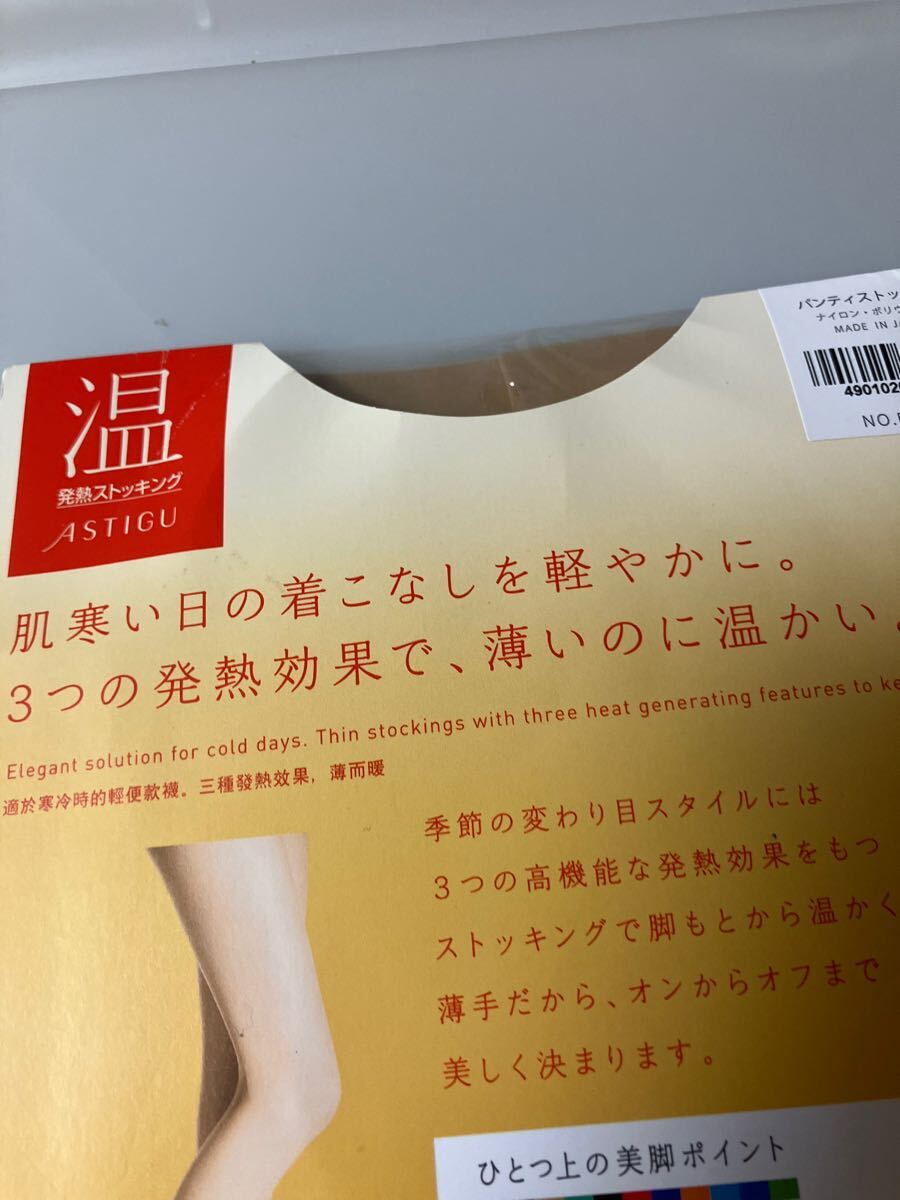 温
発熱ストッキング
ASTIGU
パンティストッ
ナイロン・ポリウ
MADE IN JA
490102
NO.
肌寒い日の着こなしを軽やかに。
3つの発熱効果で、薄いのに温かい。
Elegant solution for cold days. Thin stockings with three heat generating features to ke
適於寒冷時的輕便款襪。三種發熱效果，薄而暖
季節の変わり目スタイルには
3つの高機能な発熱効果をもつ
ストッキングで脚もとから温かく
薄手だから、オンからオフまで
美しく決まります。
ひとつ上の美脚ポイント